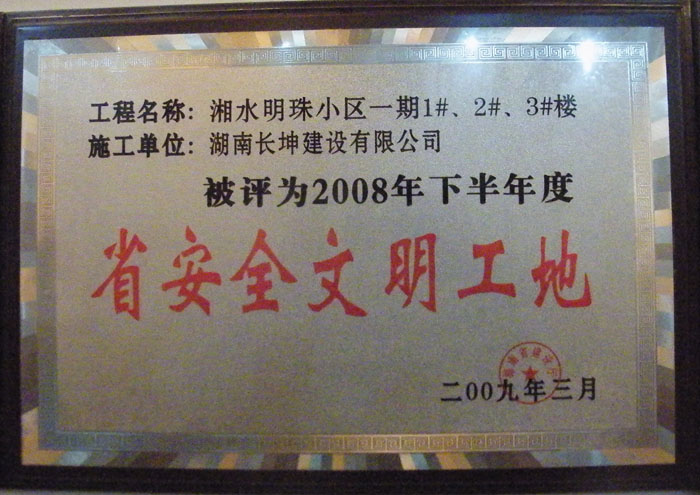 工程名称: 湘水明珠小区一期1#、2#、3#楼
施工单位: 湖南长坤建设有限公司
被评为2008年下半年度
省安全文明工地
二00九年三月